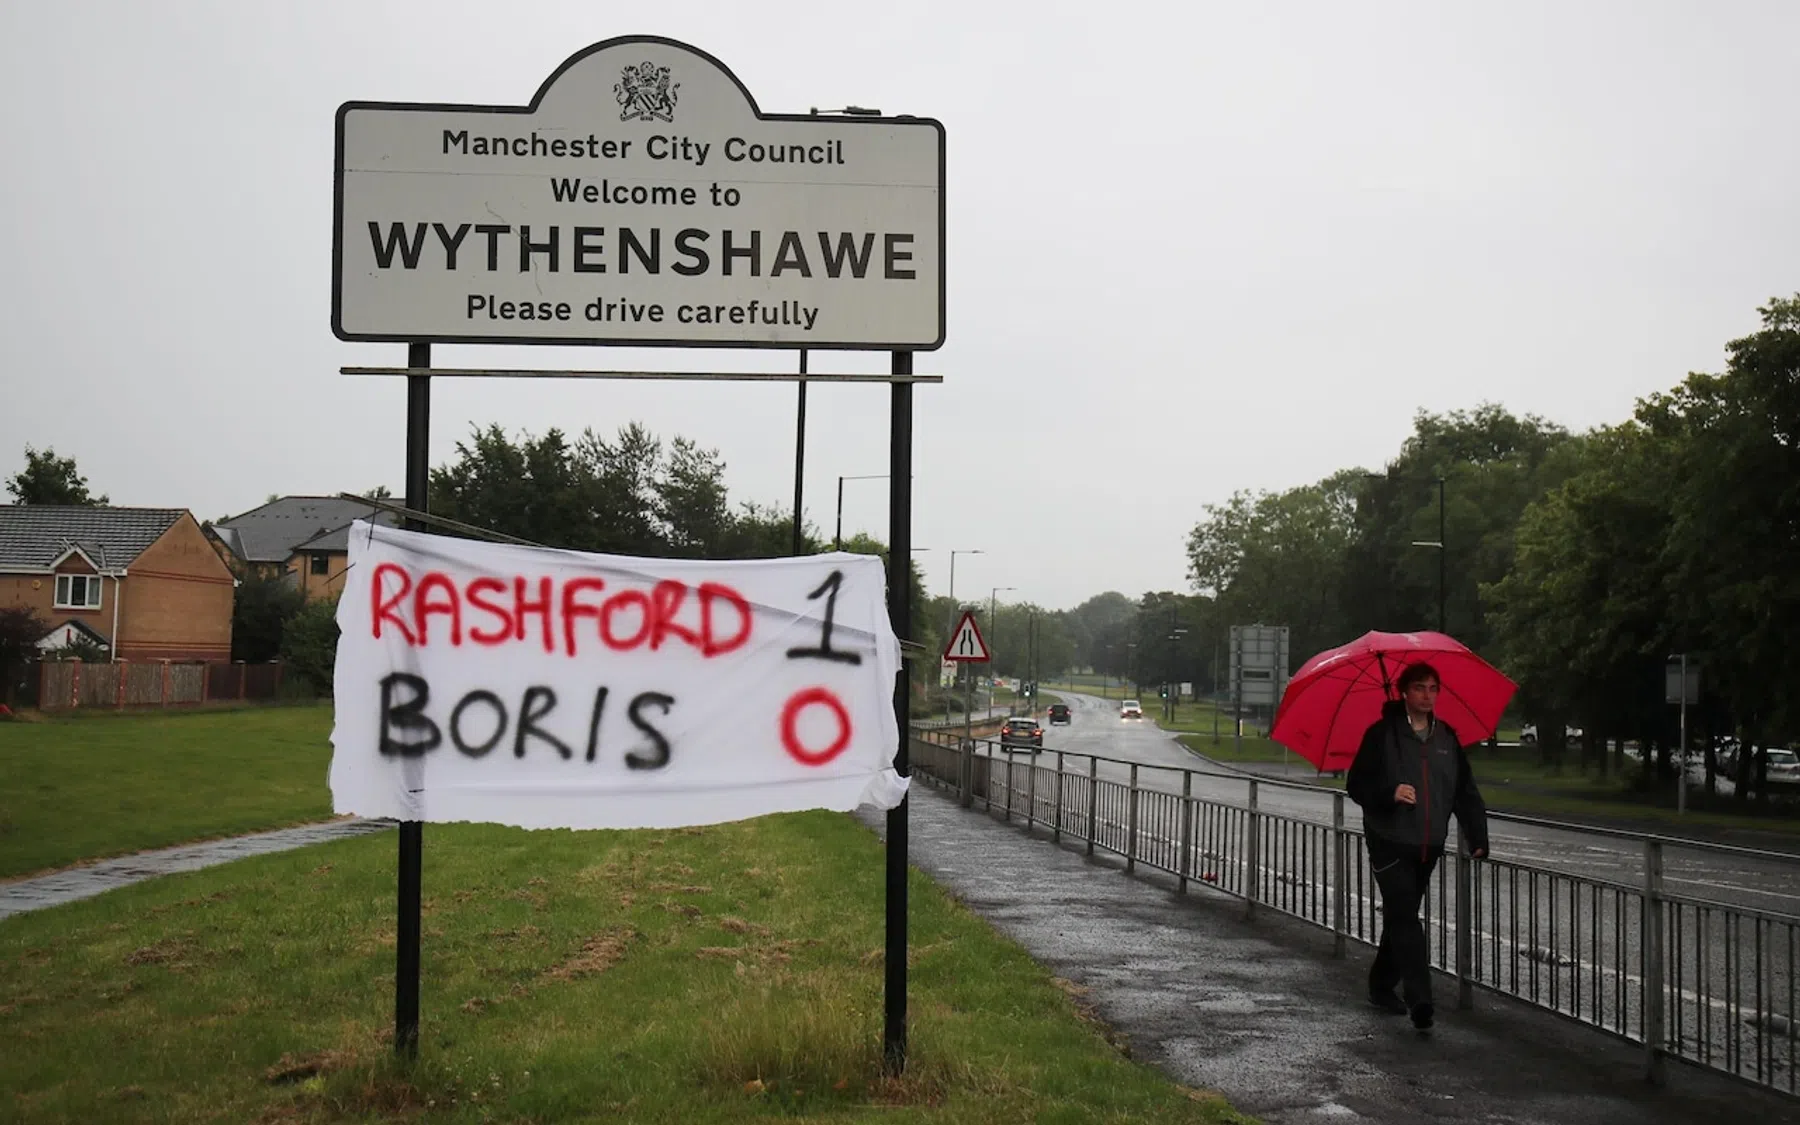 Manchester City Council
Welcome to
WYTHENSHAWE
Please drive carefully
RASHFORD 1
BORIS 0